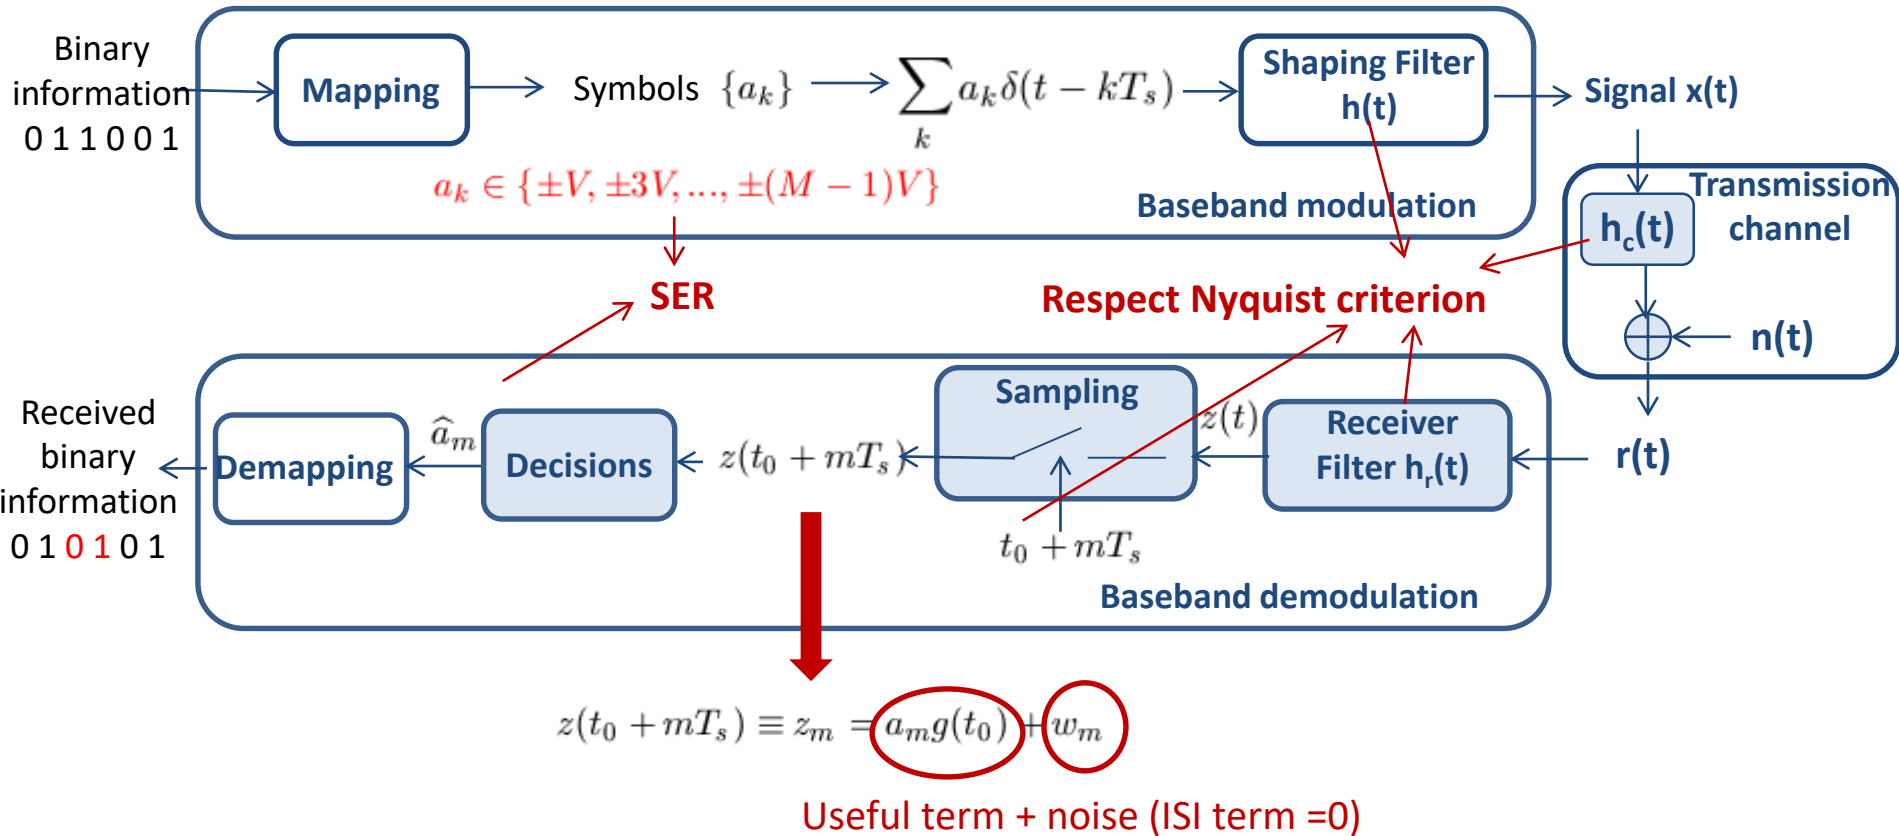 Binary
information
0 1 1 0 0 1
Mapping
Symbols {a_k}
∑_k a_k δ(t − kT_s)
Shaping Filter
h(t)
Signal x(t)
a_k ∈ {±V, ±3V, ..., ±(M − 1)V}
Baseband modulation
Transmission
channel
h_c(t)
n(t)
r(t)
SER
Respect Nyquist criterion
Received
binary
information
0 1 0 1 0 1
Demapping
â_m
Decisions
z(t_0 + mT_s)
Sampling
t_0 + mT_s
z(t)
Receiver
Filter h_r(t)
Baseband demodulation
z(t_0 + mT_s) ≡ z_m = a_m g(t_0) + w_m
Useful term + noise (ISI term =0)